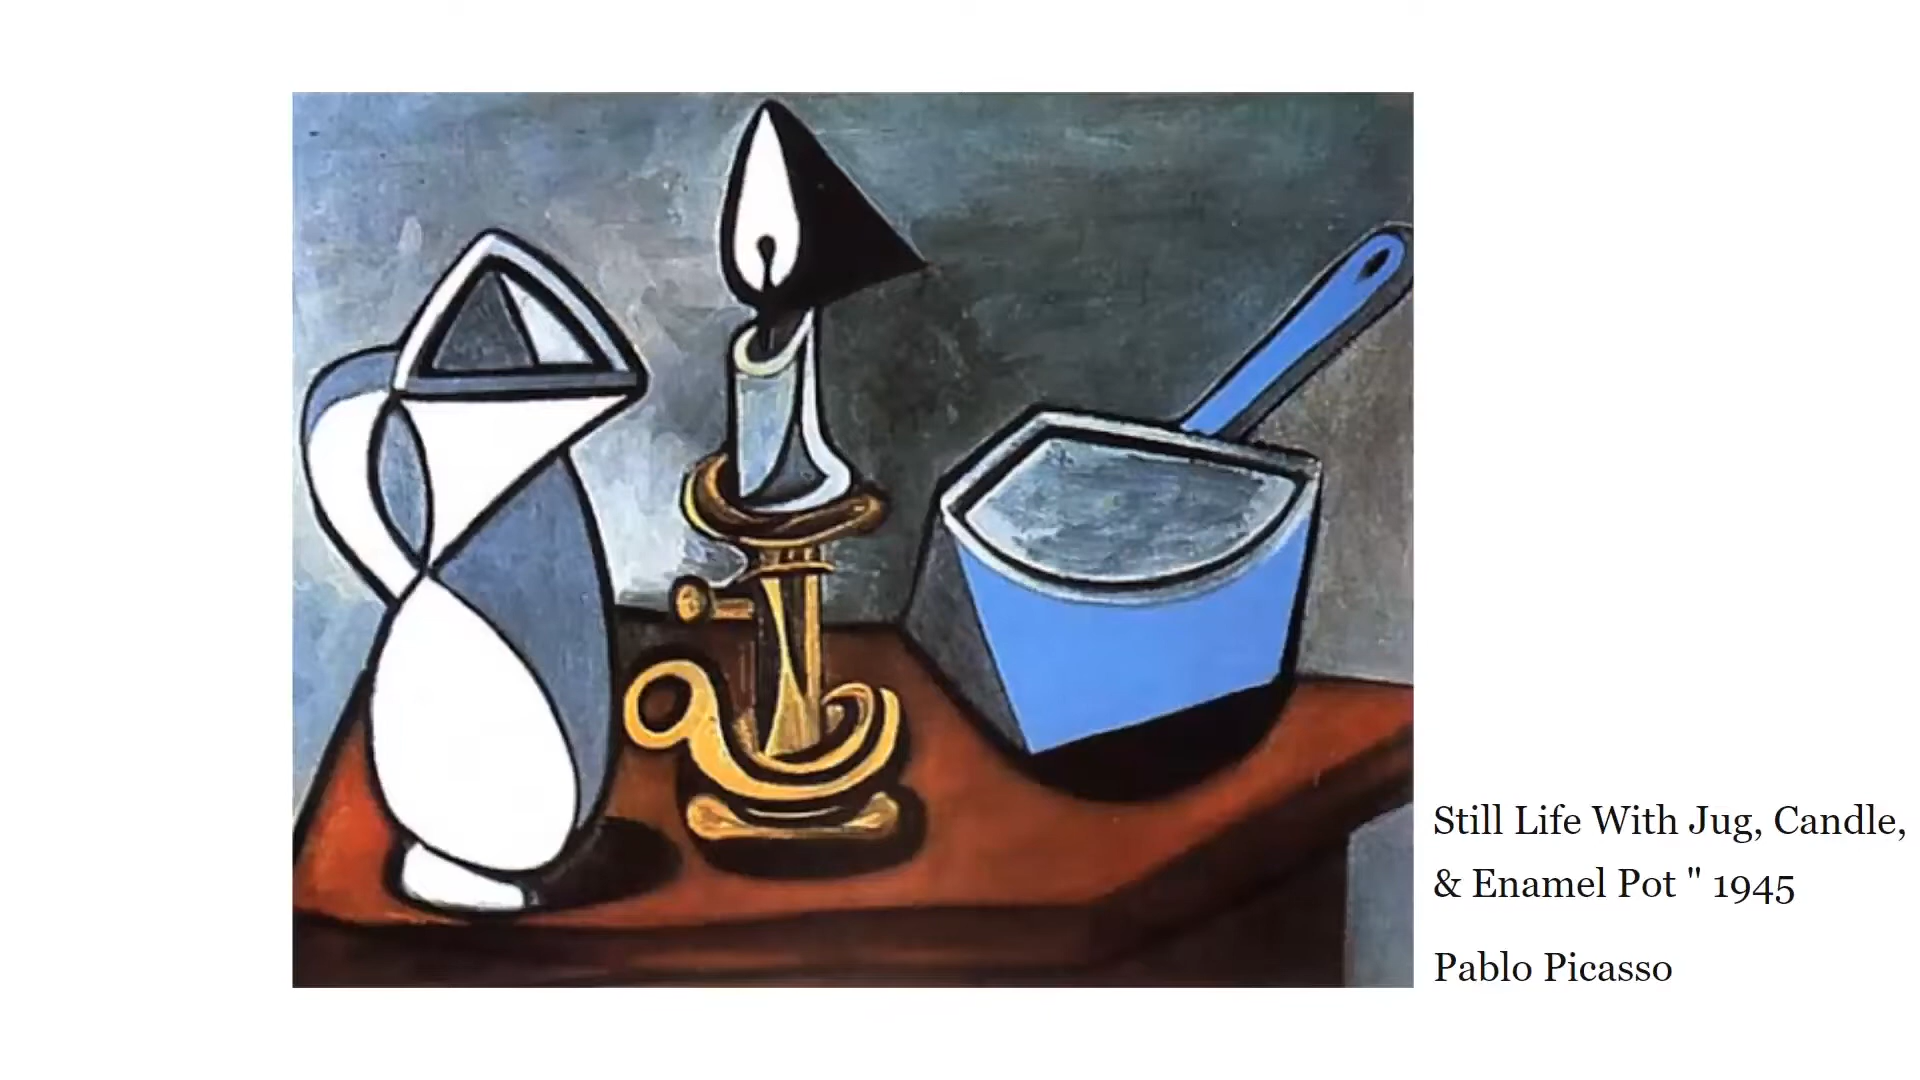 Still Life With Jug, Candle,
& Enamel Pot " 1945
Pablo Picasso